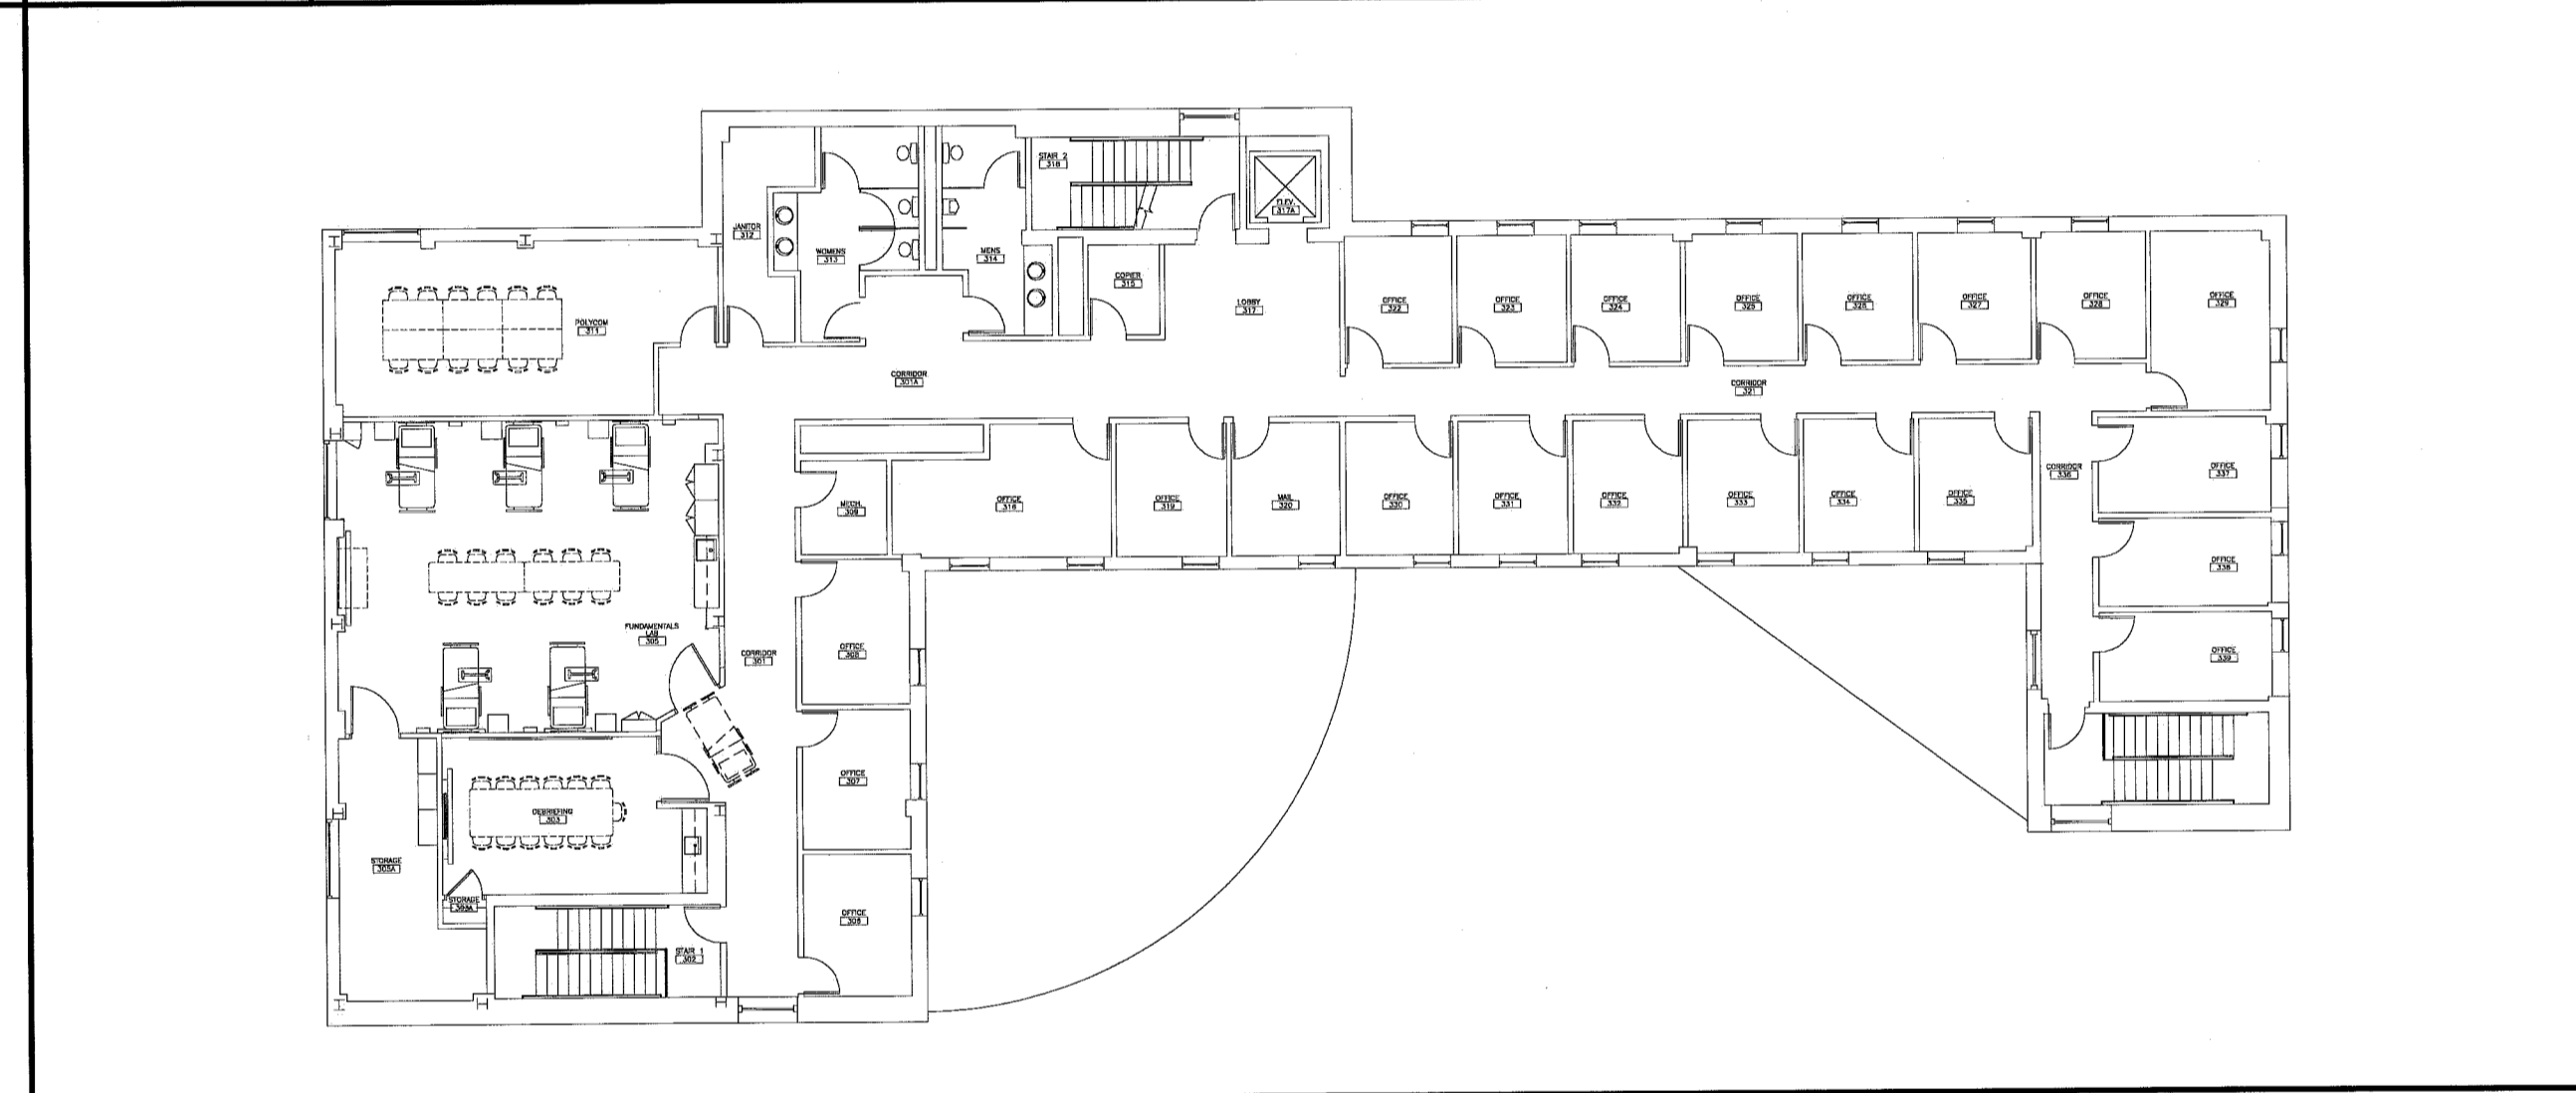 STAIR 2
316
ELEV.
317A
JANITOR
312
WOMENS
313
MENS
314
COPIER
315
LOBBY
317
OFFICE
322
OFFICE
323
OFFICE
324
OFFICE
325
OFFICE
326
OFFICE
327
OFFICE
328
OFFICE
329
POLYCOM
311
CORRIDOR
301A
CORRIDOR
321
MECH.
309
OFFICE
318
OFFICE
319
MAIL
320
OFFICE
330
OFFICE
331
OFFICE
332
OFFICE
333
OFFICE
334
OFFICE
335
CORRIDOR
336
OFFICE
337
OFFICE
338
OFFICE
339
FUNDAMENTALS
LAB
305
CORRIDOR
301
OFFICE
308
OFFICE
307
DEBRIEFING
303
STORAGE
305A
STORAGE
303A
OFFICE
306
STAIR 1
302